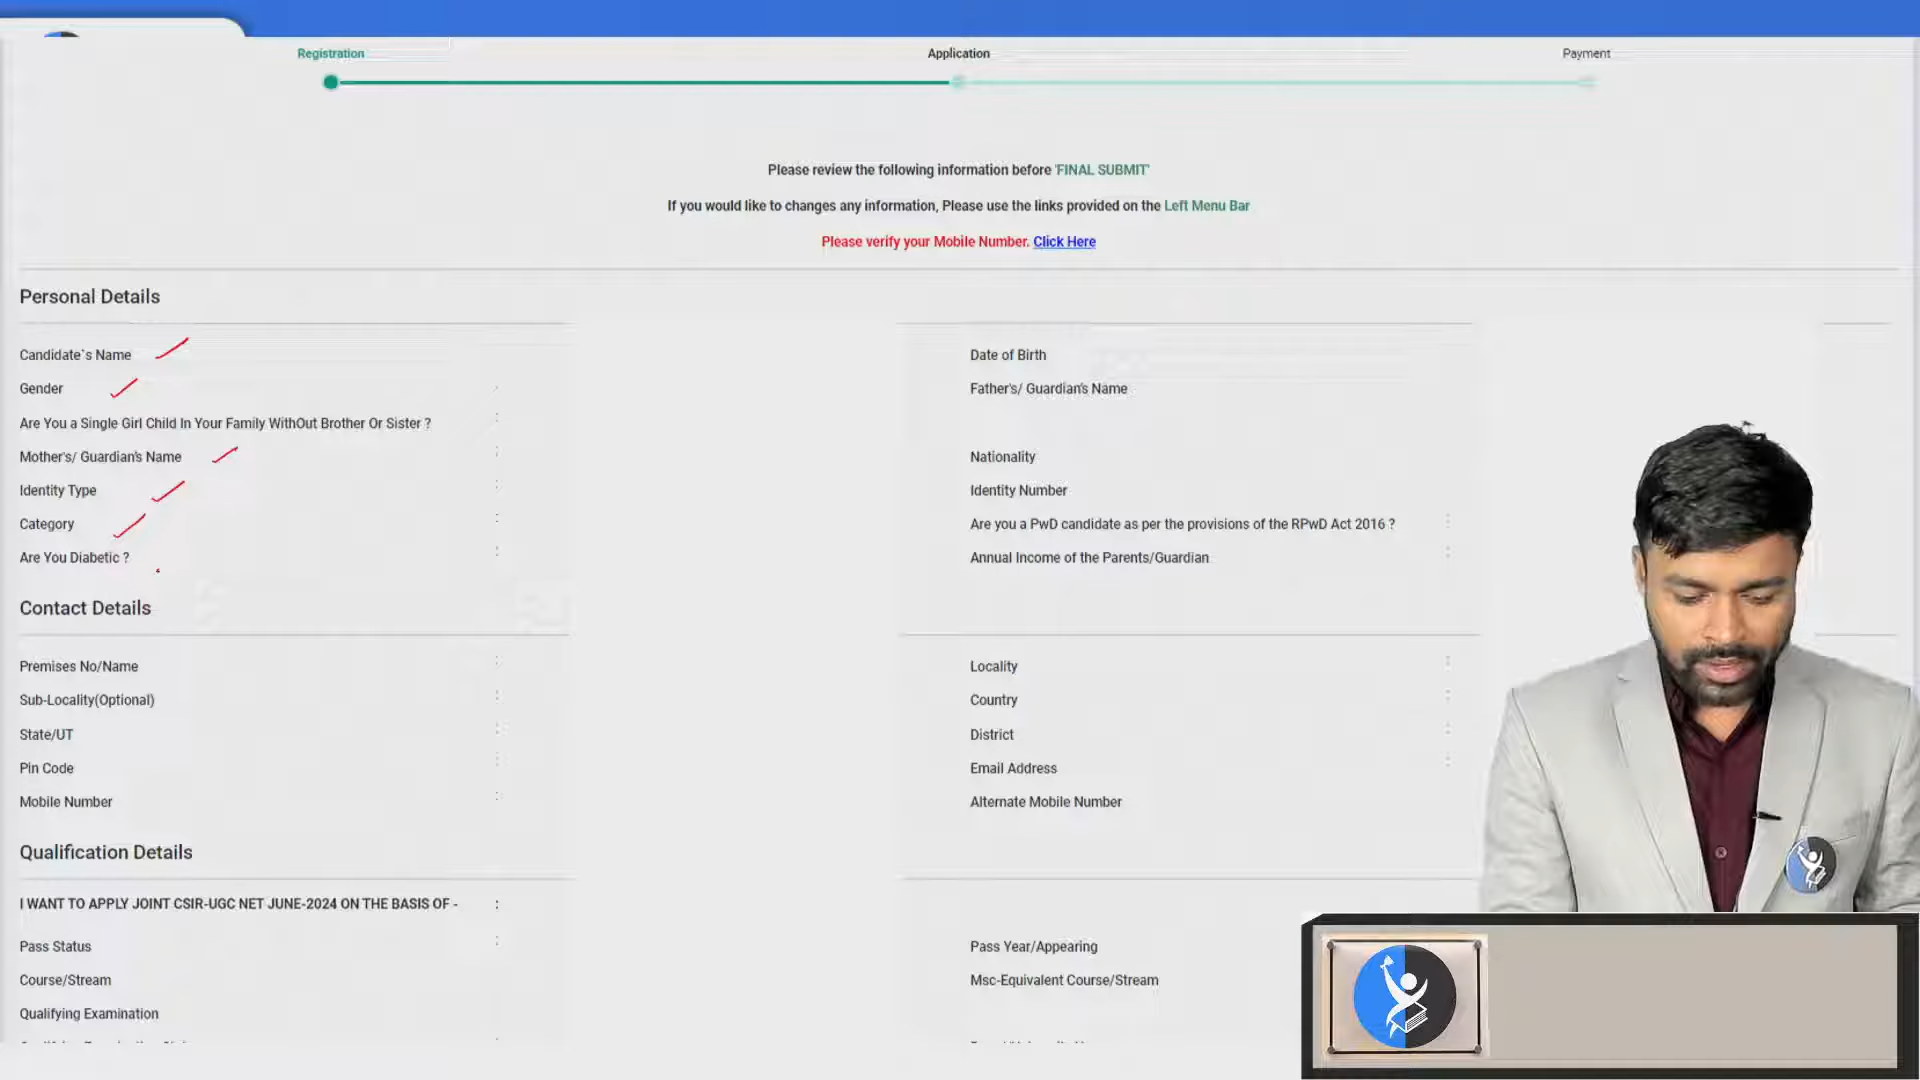 Registration
Application
Payment
Please review the following information before 'FINAL SUBMIT'
If you would like to changes any information, Please use the links provided on the Left Menu Bar
Please verify your Mobile Number. Click Here
Personal Details
Candidate`s Name
Date of Birth
Gender
Father's/ Guardian's Name
Are You a Single Girl Child In Your Family WithOut Brother Or Sister ?
Mother's/ Guardian's Name
Nationality
Identity Type
Identity Number
Category
Are you a PwD candidate as per the provisions of the RPwD Act 2016 ?
Are You Diabetic ?
Annual Income of the Parents/Guardian
Contact Details
Premises No/Name
Locality
Sub-Locality(Optional)
Country
State/UT
District
Pin Code
Email Address
Mobile Number
Alternate Mobile Number
Qualification Details
I WANT TO APPLY JOINT CSIR-UGC NET JUNE-2024 ON THE BASIS OF - :
Pass Status
Pass Year/Appearing
Course/Stream
Msc-Equivalent Course/Stream
Qualifying Examination